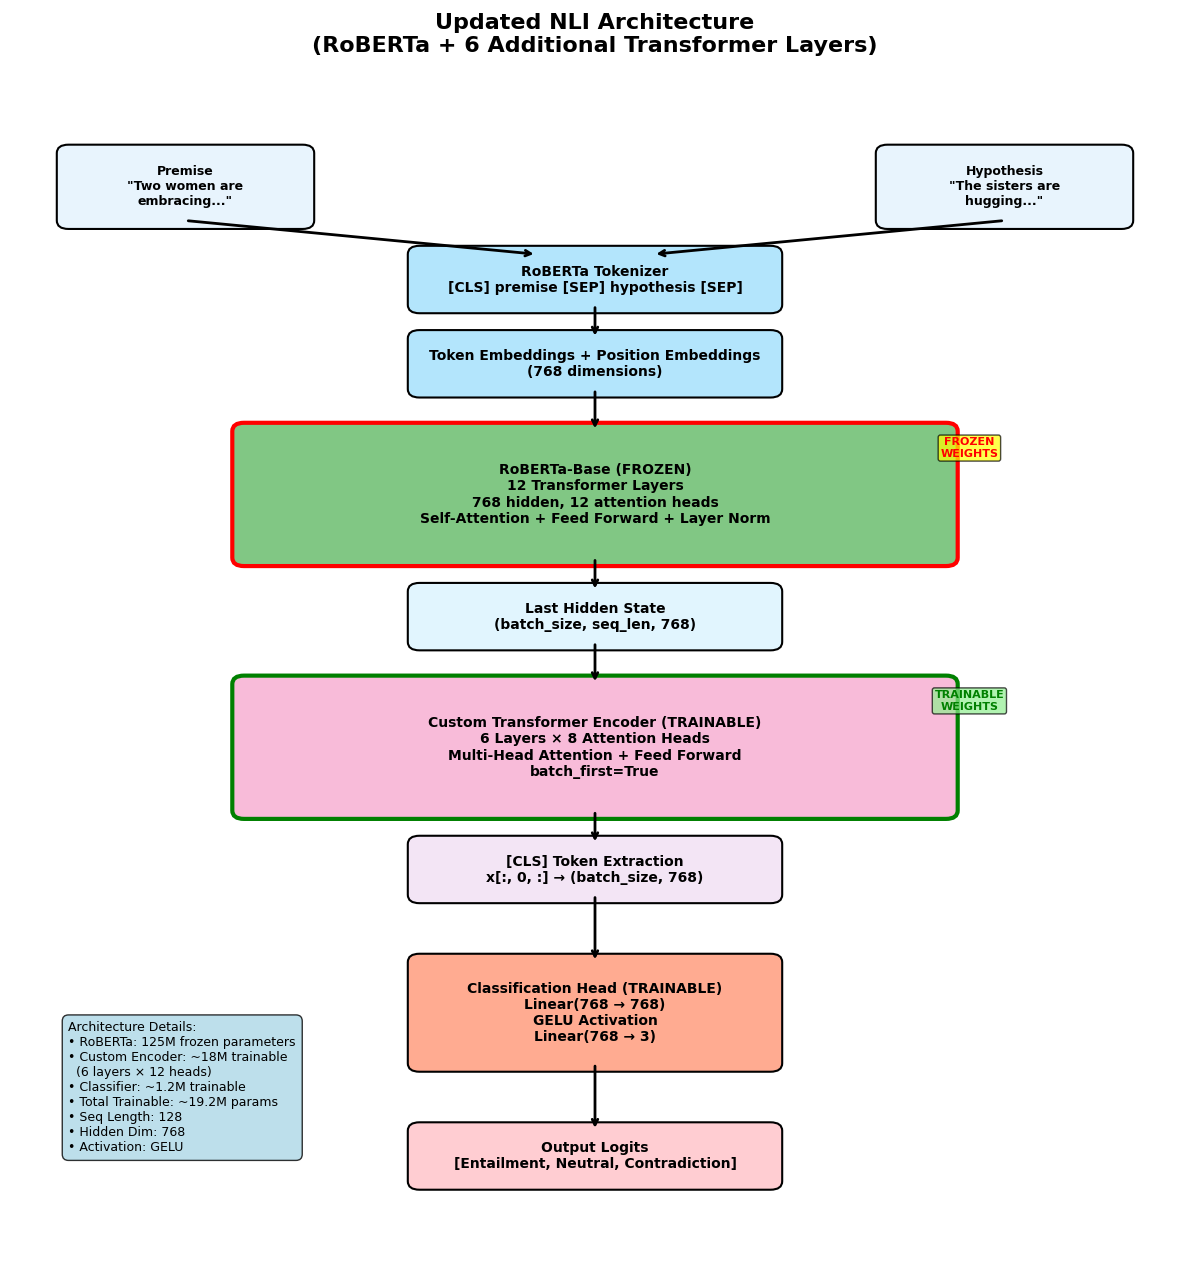 Updated NLI Architecture
(RoBERTa + 6 Additional Transformer Layers)
Premise
"Two women are
embracing..."
Hypothesis
"The sisters are
hugging..."
RoBERTa Tokenizer
[CLS] premise [SEP] hypothesis [SEP]
Token Embeddings + Position Embeddings
(768 dimensions)
FROZEN
WEIGHTS
RoBERTa-Base (FROZEN)
12 Transformer Layers
768 hidden, 12 attention heads
Self-Attention + Feed Forward + Layer Norm
Last Hidden State
(batch_size, seq_len, 768)
TRAINABLE
WEIGHTS
Custom Transformer Encoder (TRAINABLE)
6 Layers × 8 Attention Heads
Multi-Head Attention + Feed Forward
batch_first=True
[CLS] Token Extraction
x[:, 0, :] → (batch_size, 768)
Classification Head (TRAINABLE)
Linear(768 → 768)
GELU Activation
Linear(768 → 3)
Architecture Details:
• RoBERTa: 125M frozen parameters
• Custom Encoder: ~18M trainable
(6 layers × 12 heads)
• Classifier: ~1.2M trainable
• Total Trainable: ~19.2M params
• Seq Length: 128
• Hidden Dim: 768
• Activation: GELU
Output Logits
[Entailment, Neutral, Contradiction]